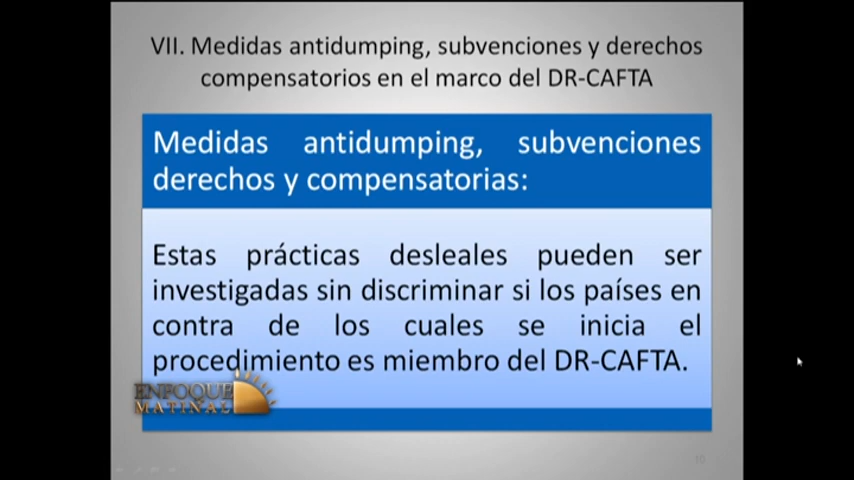 VII. Medidas antidumping, subvenciones y derechos
compensatorios en el marco del DR-CAFTA
Medidas antidumping, subvenciones
derechos y compensatorias:
Estas prácticas desleales pueden ser
investigadas sin discriminar si los países en
contra de los cuales se inicia el
procedimiento es miembro del DR-CAFTA.
ENFOQUE
MATINAL
18